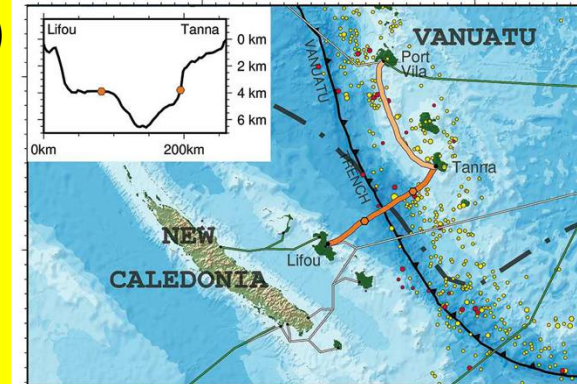 Lifou Tanna
0 km
2 km
4 km
6 km
0km 200km
VANUATU
Port
Vila
VANUATU
TRENCH
Tanna
NEW
CALEDONIA
Lifou